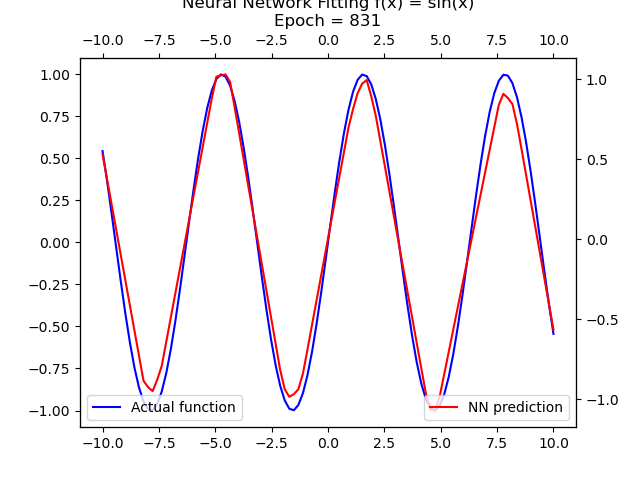 Neural Network Fitting f(x) = sin(x)
Epoch = 831
−10.0 −7.5 −5.0 −2.5 0.0 2.5 5.0 7.5 10.0
1.00
0.75
0.50
0.25
0.00
−0.25
−0.50
−0.75
−1.00
1.0
0.5
0.0
−0.5
−1.0
Actual function
NN prediction
−10.0 −7.5 −5.0 −2.5 0.0 2.5 5.0 7.5 10.0